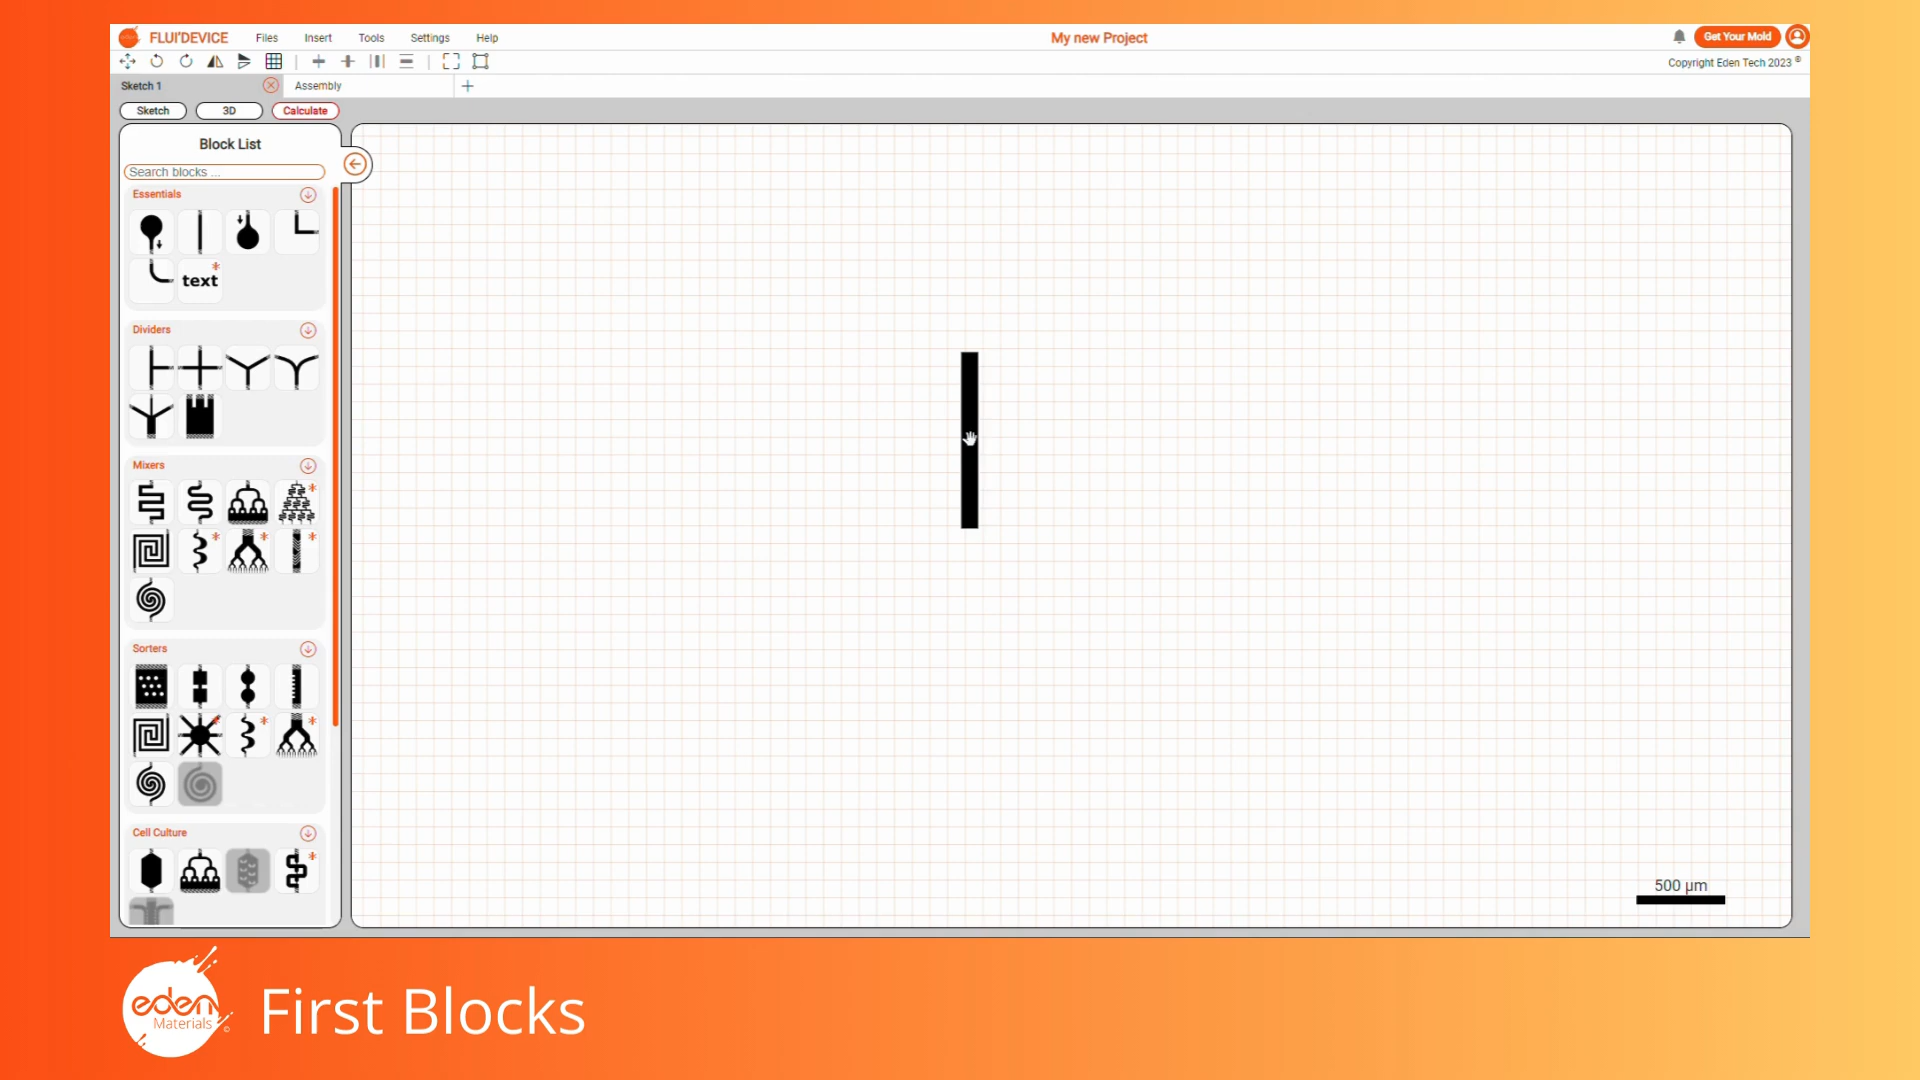 FLUI'DEVICE
Files
Insert
Tools
Settings
Help
My new Project
Get Your Mold
Copyright Eden Tech 2023 ©
Sketch 1
Assembly
Sketch
3D
Calculate
Block List
Search blocks ...
Essentials
text
Dividers
Mixers
Sorters
Cell Culture
500 µm
eden
Materials
First Blocks